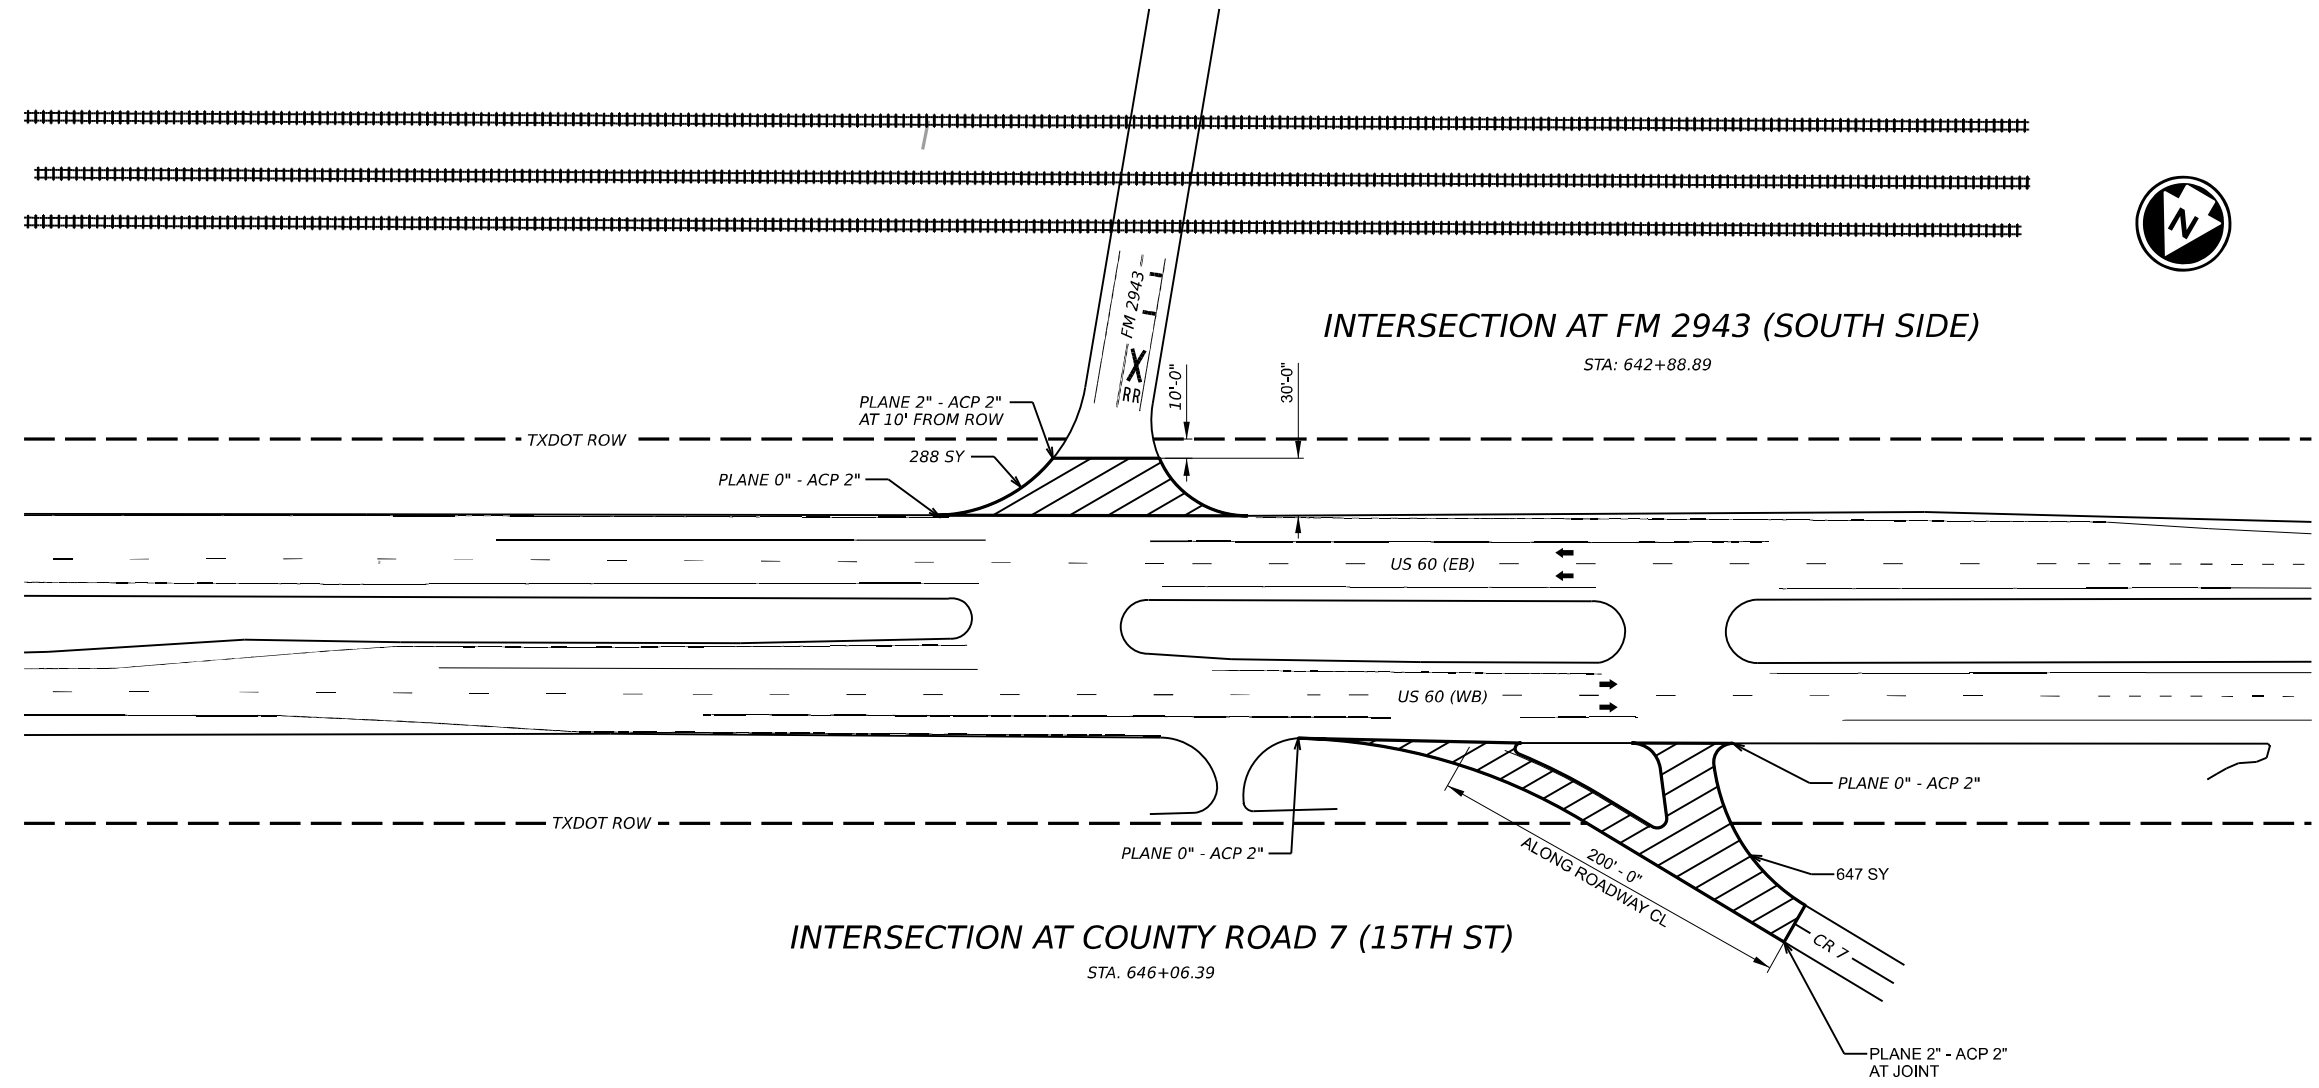 N
FM 2943
RR
INTERSECTION AT FM 2943 (SOUTH SIDE)
STA: 642+88.89
10'-0"
30'-0"
PLANE 2" - ACP 2"
AT 10' FROM ROW
TXDOT ROW
288 SY
PLANE 0" - ACP 2"
US 60 (EB)
US 60 (WB)
PLANE 0" - ACP 2"
TXDOT ROW
PLANE 0" - ACP 2"
200' - 0"
ALONG ROADWAY CL
647 SY
INTERSECTION AT COUNTY ROAD 7 (15TH ST)
STA. 646+06.39
CR 7
PLANE 2" - ACP 2"
AT JOINT